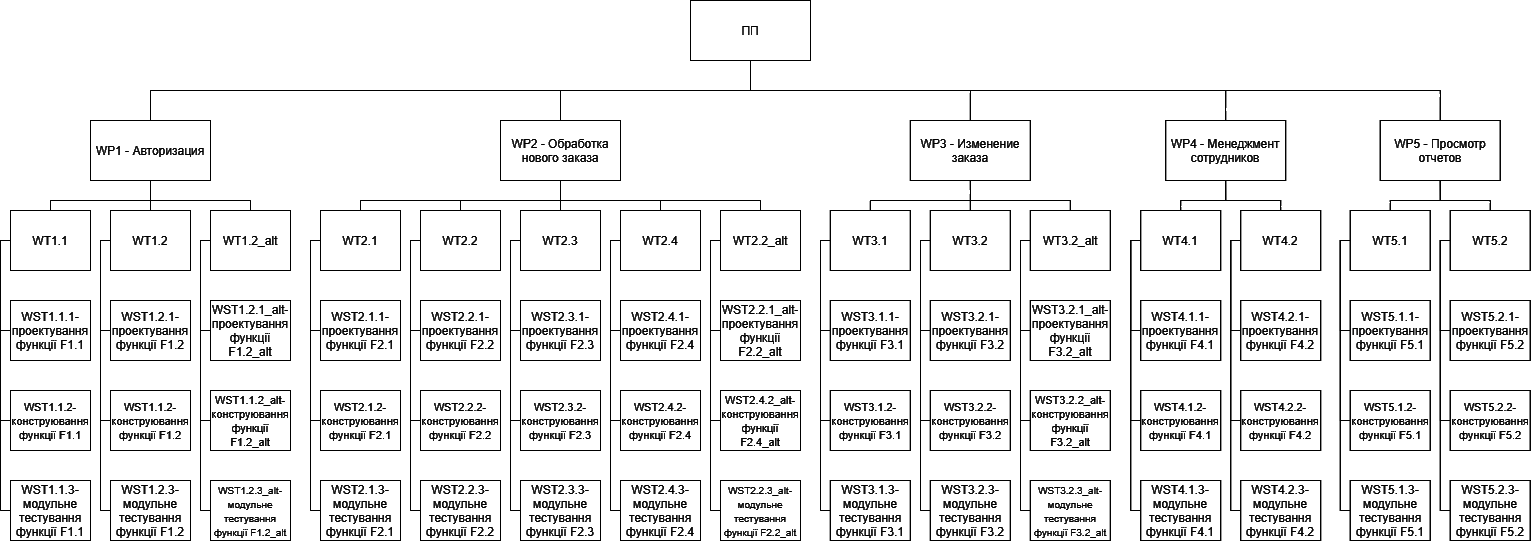 ПП
WP1 - Авторизация
WP2 - Обработка
нового заказа
WP3 - Изменение
заказа
WP4 - Менеджмент
сотрудников
WP5 - Просмотр
отчетов
WT1.1
WT1.2
WT1.2_alt
WT2.1
WT2.2
WT2.3
WT2.4
WT2.2_alt
WT3.1
WT3.2
WT3.2_alt
WT4.1
WT4.2
WT5.1
WT5.2
WST1.1.1-
проектування
функції F1.1
WST1.2.1-
проектування
функції F1.2
WST1.2.1_alt-
проектування
функції
F1.2_alt
WST2.1.1-
проектування
функції F2.1
WST2.2.1-
проектування
функції F2.2
WST2.3.1-
проектування
функції F2.3
WST2.4.1-
проектування
функції F2.4
WST2.2.1_alt-
проектування
функції
F2.2_alt
WST3.1.1-
проектування
функції F3.1
WST3.2.1-
проектування
функції F3.2
WST3.2.1_alt-
проектування
функції
F3.2_alt
WST4.1.1-
проектування
функції F4.1
WST4.2.1-
проектування
функції F4.2
WST5.1.1-
проектування
функції F5.1
WST5.2.1-
проектування
функції F5.2
WST1.1.2-
конструювання
функції F1.1
WST1.1.2-
конструювання
функції F1.2
WST1.1.2_alt-
конструювання
функції
F1.2_alt
WST2.1.2-
конструювання
функції F2.1
WST2.2.2-
конструювання
функції F2.2
WST2.3.2-
конструювання
функції F2.3
WST2.4.2-
конструювання
функції F2.4
WST2.4.2_alt-
конструювання
функції
F2.4_alt
WST3.1.2-
конструювання
функції F3.1
WST3.2.2-
конструювання
функції F3.2
WST3.2.2_alt-
конструювання
функції
F3.2_alt
WST4.1.2-
конструювання
функції F4.1
WST4.2.2-
конструювання
функції F4.2
WST5.1.2-
конструювання
функції F5.1
WST5.2.2-
конструювання
функції F5.2
WST1.1.3-
модульне
тестування
функції F1.1
WST1.2.3-
модульне
тестування
функції F1.2
WST1.2.3_alt-
модульне
тестування
функції F1.2_alt
WST2.1.3-
модульне
тестування
функції F2.1
WST2.2.3-
модульне
тестування
функції F2.2
WST2.3.3-
модульне
тестування
функції F2.3
WST2.4.3-
модульне
тестування
функції F2.4
WST2.2.3_alt-
модульне
тестування
функції F2.2_alt
WST3.1.3-
модульне
тестування
функції F3.1
WST3.2.3-
модульне
тестування
функції F3.2
WST3.2.3_alt-
модульне
тестування
функції F3.2_alt
WST4.1.3-
модульне
тестування
функції F4.1
WST4.2.3-
модульне
тестування
функції F4.2
WST5.1.3-
модульне
тестування
функції F5.1
WST5.2.3-
модульне
тестування
функції F5.2